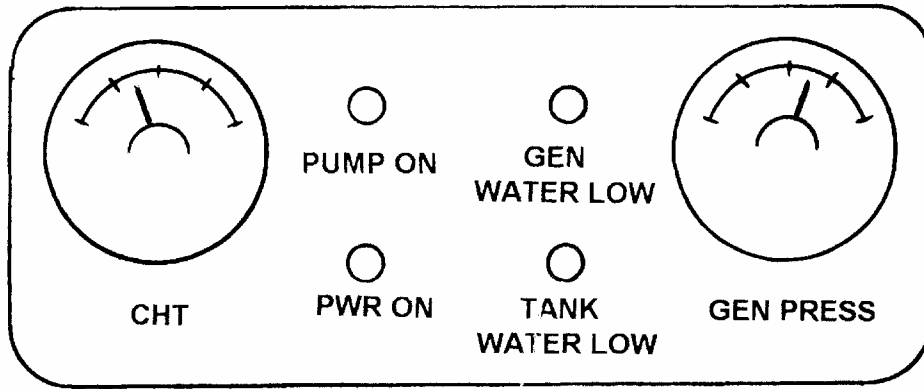 PUMP ON
GEN
WATER LOW
CHT
PWR ON
TANK
WATER LOW
GEN PRESS